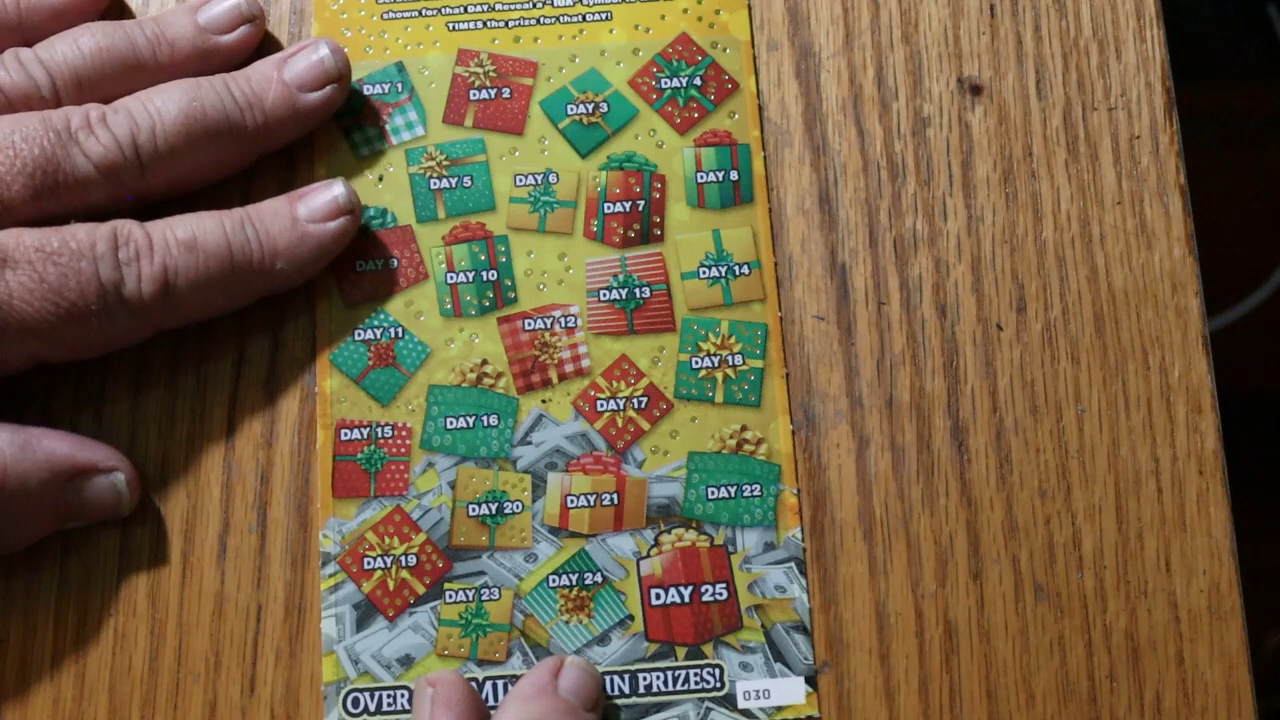 shown for that DAY. Reveal a "10X" symbol
TIMES the prize for that DAY!
DAY 1
DAY 2
DAY 3
DAY 4
DAY 5
DAY 6
DAY 7
DAY 8
DAY 9
DAY 10
DAY 13
DAY 14
DAY 11
DAY 12
DAY 18
DAY 17
DAY 16
DAY 15
DAY 22
DAY 21
DAY 20
DAY 19
DAY 24
DAY 25
DAY 23
OVER IN PRIZES!
030